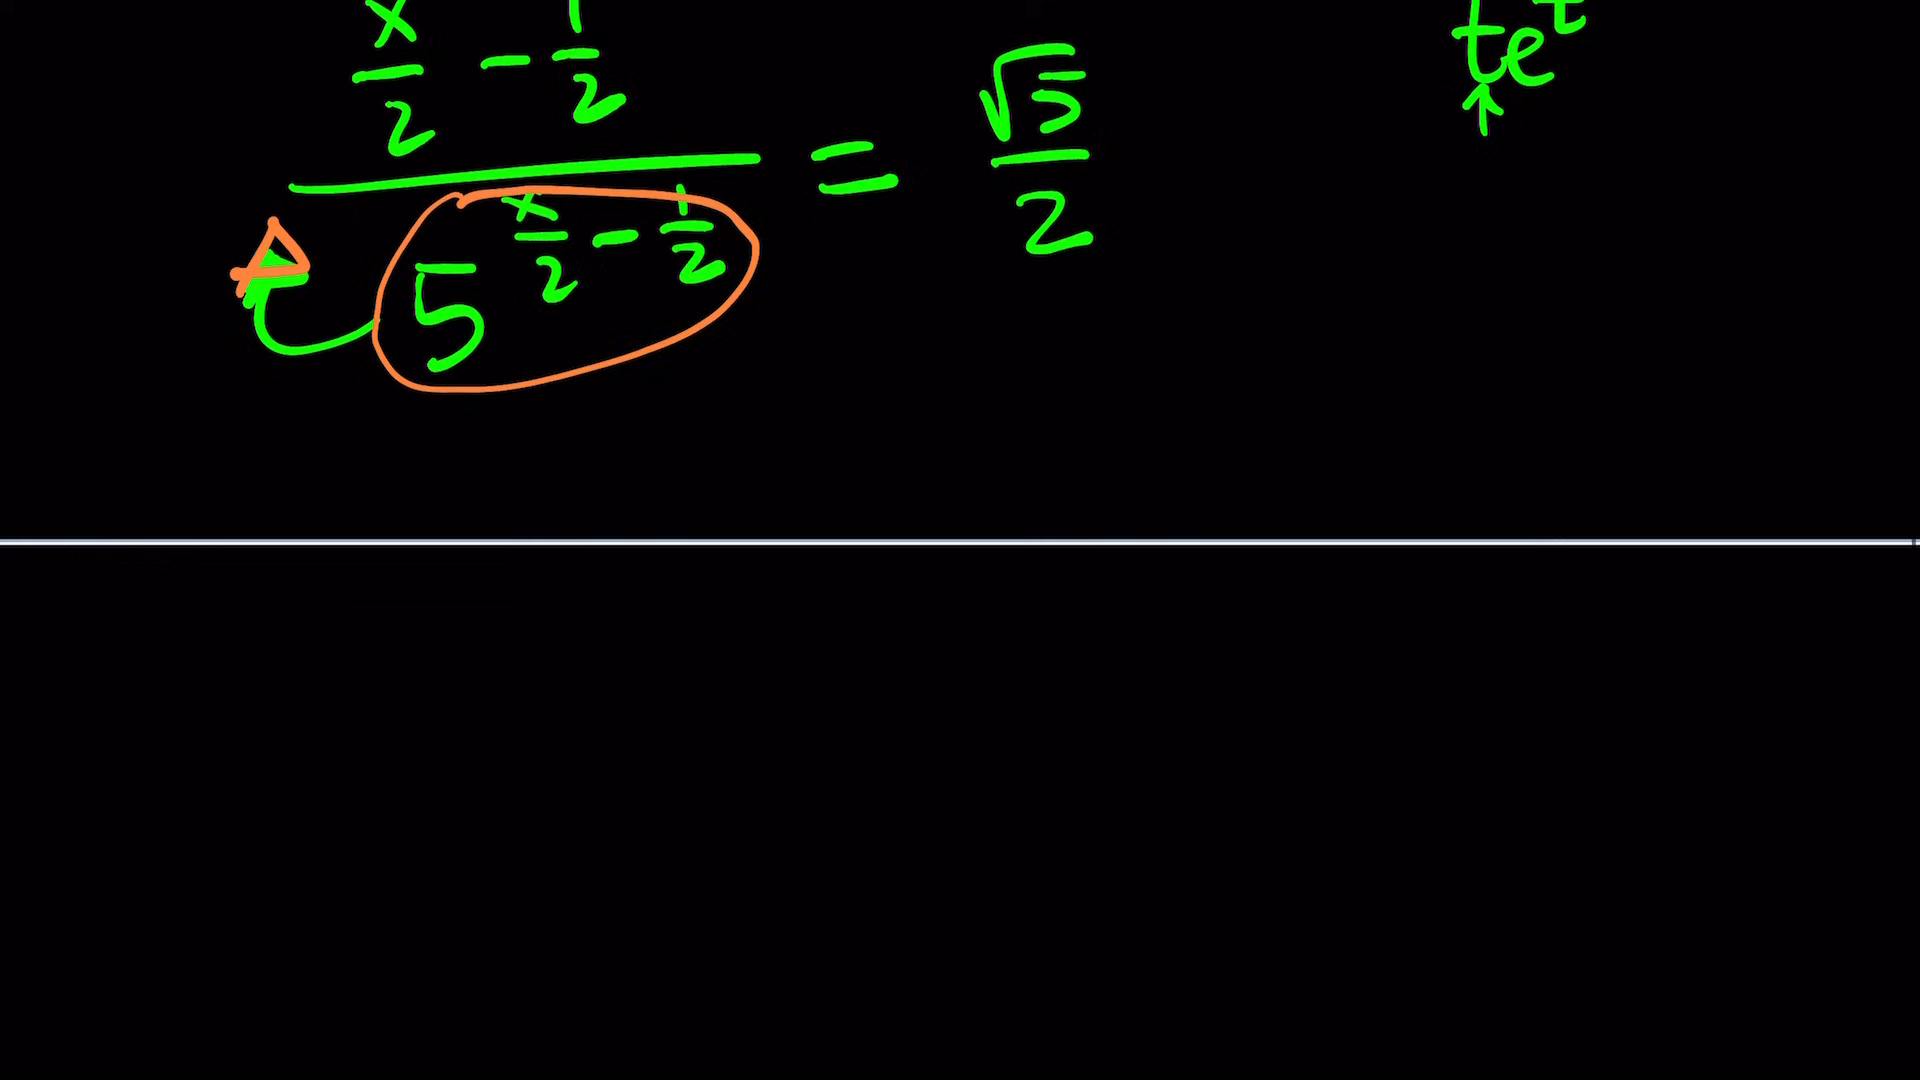 x/2 - 1/2 te^t
/ 5^(x/2 - 1/2) = √5/2